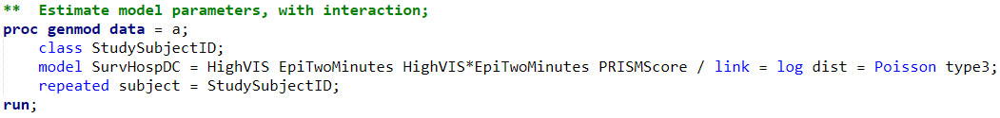 **  Estimate model parameters, with interaction;
proc genmod data = a;
    class StudySubjectID;
    model SurvHospDC = HighVIS EpiTwoMinutes HighVIS*EpiTwoMinutes PRISMScore / link = log dist = Poisson type3;
    repeated subject = StudySubjectID;
run;